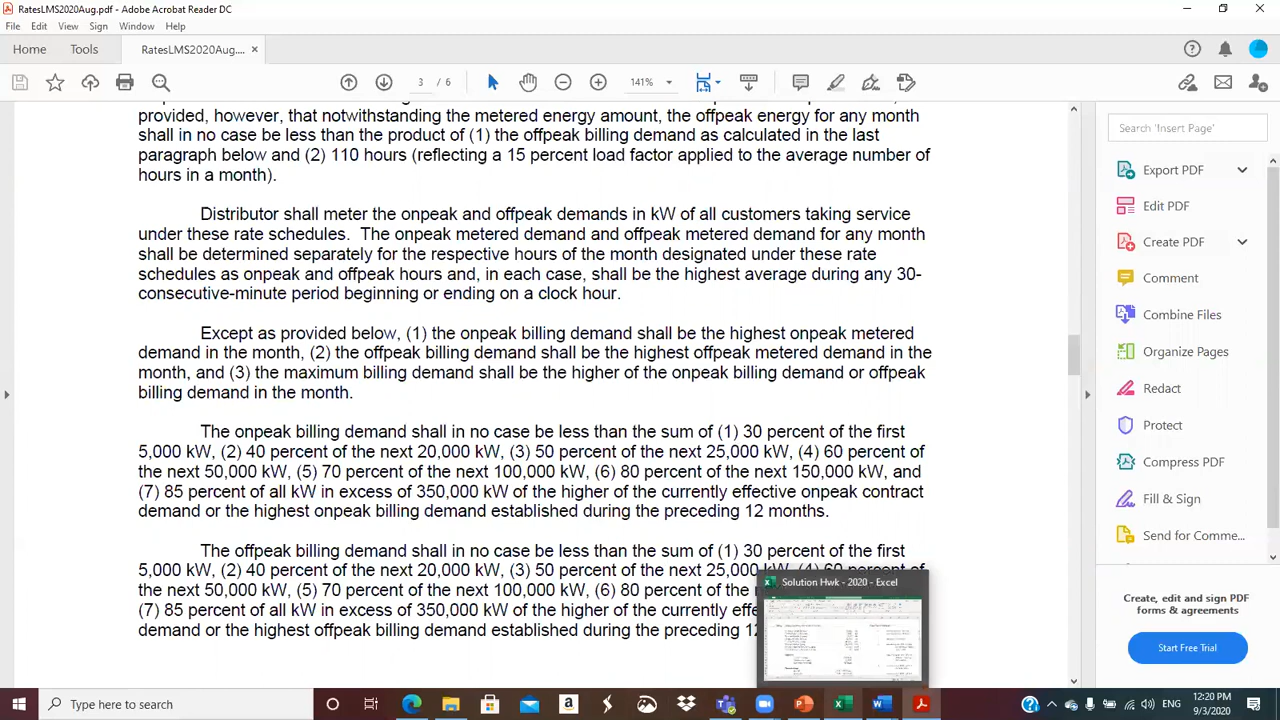 RatesLMS2020Aug.pdf - Adobe Acrobat Reader DC
File Edit View Sign Window Help
Home Tools RatesLMS2020Aug.... ×
3 / 6 141%
provided, however, that notwithstanding the metered energy amount, the offpeak energy for any month
shall in no case be less than the product of (1) the offpeak billing demand as calculated in the last
paragraph below and (2) 110 hours (reflecting a 15 percent load factor applied to the average number of
hours in a month).
Distributor shall meter the onpeak and offpeak demands in kW of all customers taking service
under these rate schedules. The onpeak metered demand and offpeak metered demand for any month
shall be determined separately for the respective hours of the month designated under these rate
schedules as onpeak and offpeak hours and, in each case, shall be the highest average during any 30-
consecutive-minute period beginning or ending on a clock hour.
Except as provided below, (1) the onpeak billing demand shall be the highest onpeak metered
demand in the month, (2) the offpeak billing demand shall be the highest offpeak metered demand in the
month, and (3) the maximum billing demand shall be the higher of the onpeak billing demand or offpeak
billing demand in the month.
The onpeak billing demand shall in no case be less than the sum of (1) 30 percent of the first
5,000 kW, (2) 40 percent of the next 20,000 kW, (3) 50 percent of the next 25,000 kW, (4) 60 percent of
the next 50,000 kW, (5) 70 percent of the next 100,000 kW, (6) 80 percent of the next 150,000 kW, and
(7) 85 percent of all kW in excess of 350,000 kW of the higher of the currently effective onpeak contract
demand or the highest onpeak billing demand established during the preceding 12 months.
The offpeak billing demand shall in no case be less than the sum of (1) 30 percent of the first
5,000 kW, (2) 40 percent of the next 20,000 kW, (3) 50 percent of the next 25,000 kW, (4) 60 percent of
the next 50,000 kW, (5) 70 percent of the next 100,000 kW, (6) 80 percent of the next
(7) 85 percent of all kW in excess of 350,000 kW of the higher of the currently
demand or the highest offpeak billing demand established during the preceding
Solution Hwk - 2020 - Excel
Search 'Insert Page'
Export PDF
Edit PDF
Create PDF
Comment
Combine Files
Organize Pages
Redact
Protect
Compress PDF
Fill & Sign
Send for Comme...
Create, edit and sign PDF
forms & agreements
Start Free Trial
Type here to search
ENG
12:20 PM
9/3/2020